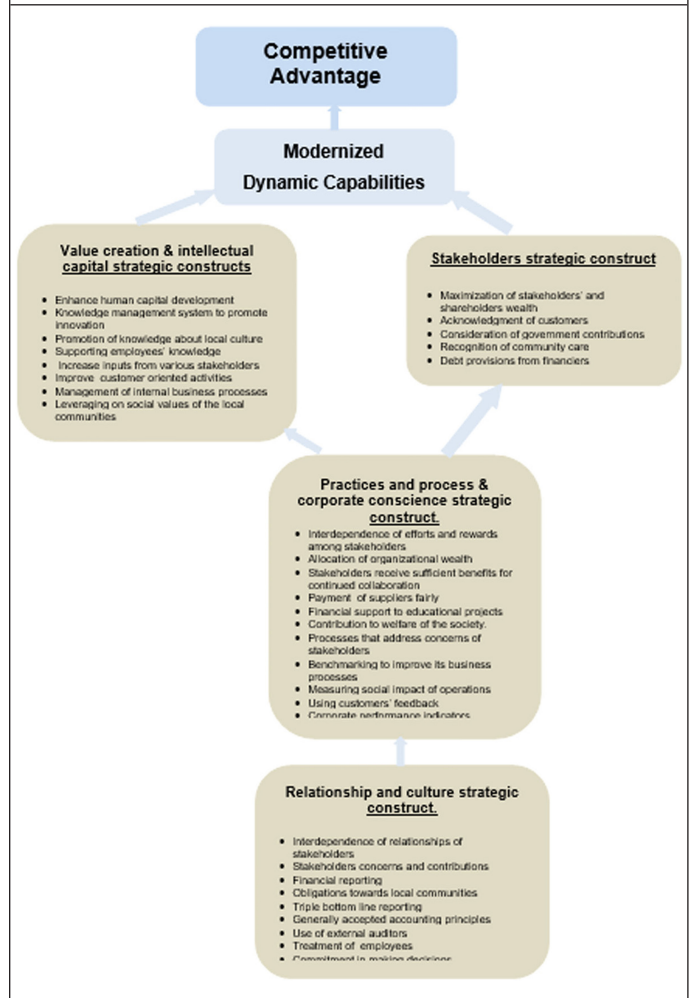 Competitive
Advantage
Modernized
Dynamic Capabilities
Value creation & intellectual
capital strategic constructs
• Enhance human capital development
• Knowledge management system to promote
innovation
• Promotion of knowledge about local culture
• Supporting employees' knowledge
• Increase inputs from various stakeholders
• Improve customer oriented activities
• Management of internal business processes
• Leveraging on social values of the local
communities
Stakeholders strategic construct
• Maximization of stakeholders' and
shareholders wealth
• Acknowledgment of customers
• Consideration of government contributions
• Recognition of community care
• Debt provisions from financiers
Practices and process &
corporate conscience strategic
construct.
• Interdependence of efforts and rewards
among stakeholders
• Allocation of organizational wealth
• Stakeholders receive sufficient benefits for
continued collaboration
• Payment of suppliers fairly
• Financial support to educational projects
• Contribution to welfare of the society.
• Processes that address concerns of
stakeholders
• Benchmarking to improve its business
processes
• Measuring social impact of operations
• Using customers' feedback
• Corporate performance indicators
Relationship and culture strategic
construct.
• Interdependence of relationships of
stakeholders
• Stakeholders concerns and contributions
• Financial reporting
• Obligations towards local communities
• Triple bottom line reporting
• Generally accepted accounting principles
• Use of external auditors
• Treatment of employees
• Commitment in making decisions